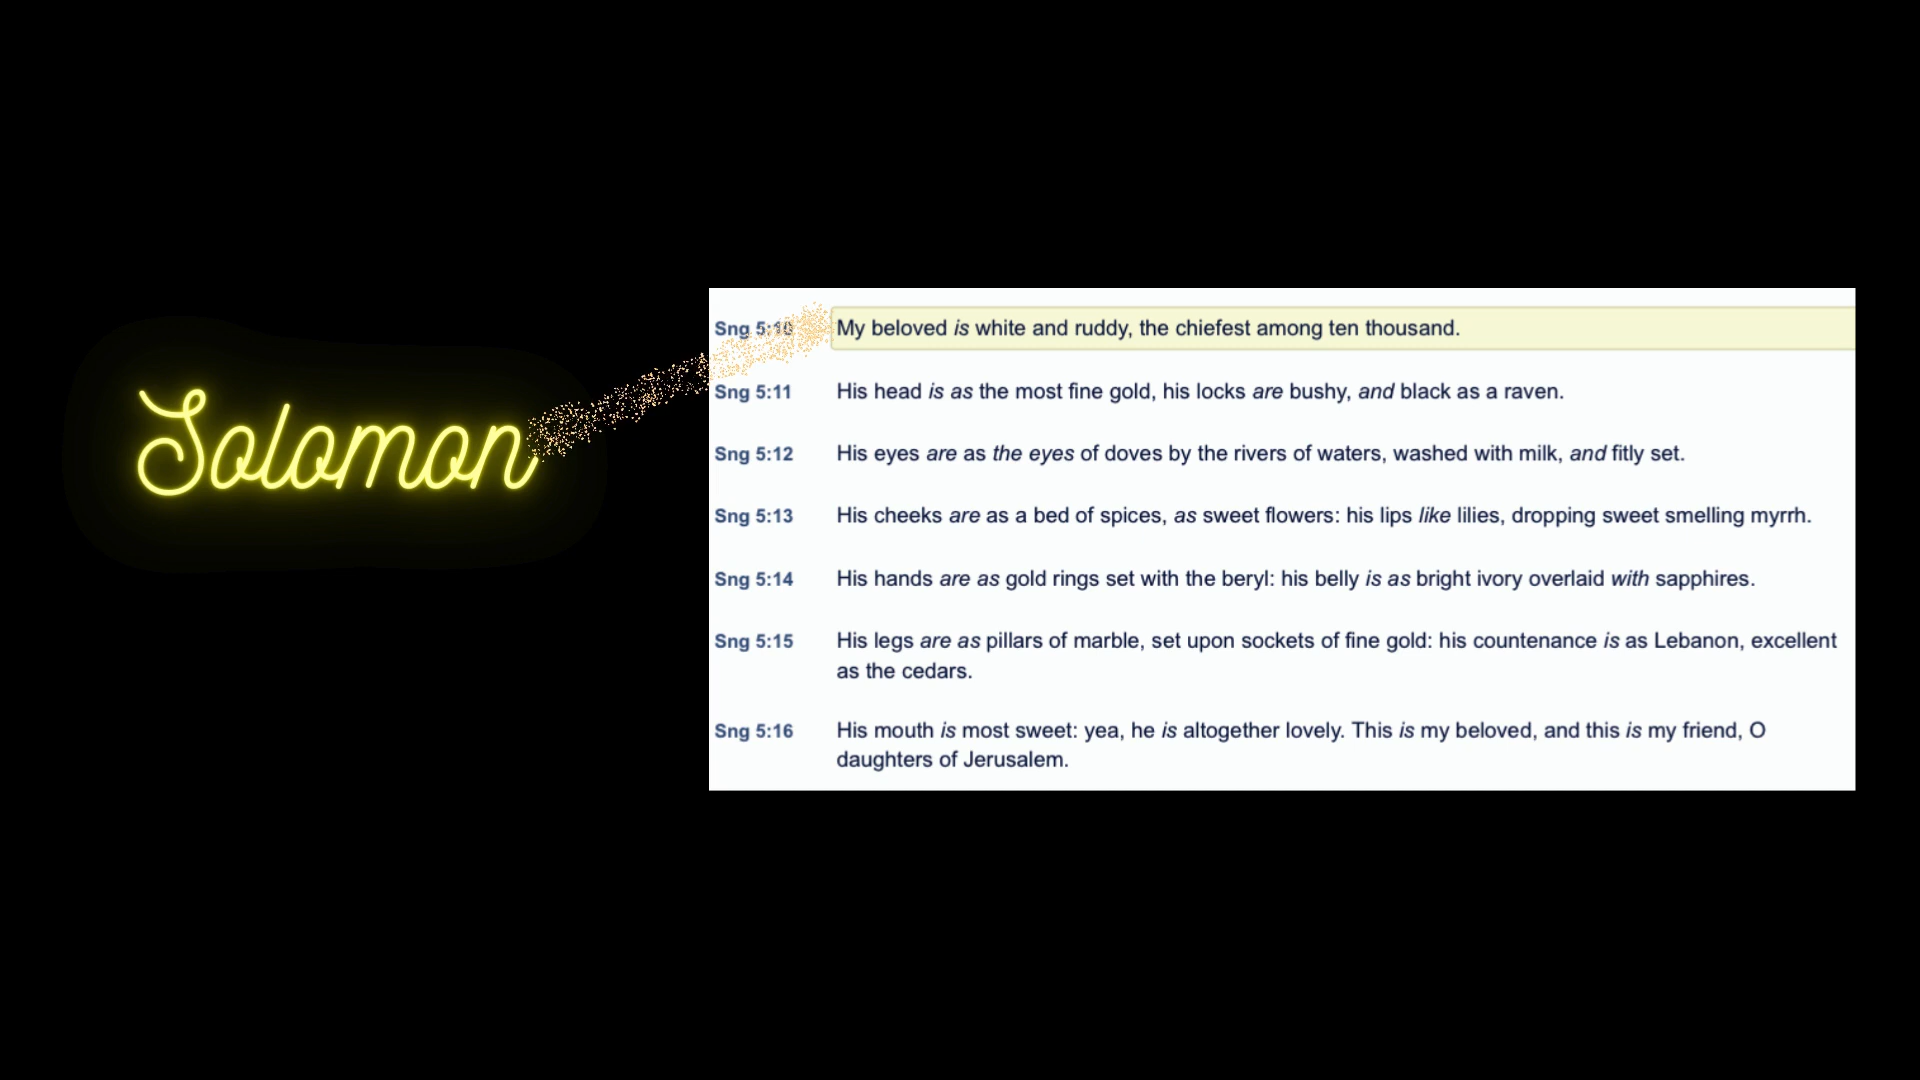 Solomon
Sng 5:10 My beloved is white and ruddy, the chiefest among ten thousand.
Sng 5:11 His head is as the most fine gold, his locks are bushy, and black as a raven.
Sng 5:12 His eyes are as the eyes of doves by the rivers of waters, washed with milk, and fitly set.
Sng 5:13 His cheeks are as a bed of spices, as sweet flowers: his lips like lilies, dropping sweet smelling myrrh.
Sng 5:14 His hands are as gold rings set with the beryl: his belly is as bright ivory overlaid with sapphires.
Sng 5:15 His legs are as pillars of marble, set upon sockets of fine gold: his countenance is as Lebanon, excellent
as the cedars.
Sng 5:16 His mouth is most sweet: yea, he is altogether lovely. This is my beloved, and this is my friend, O
daughters of Jerusalem.